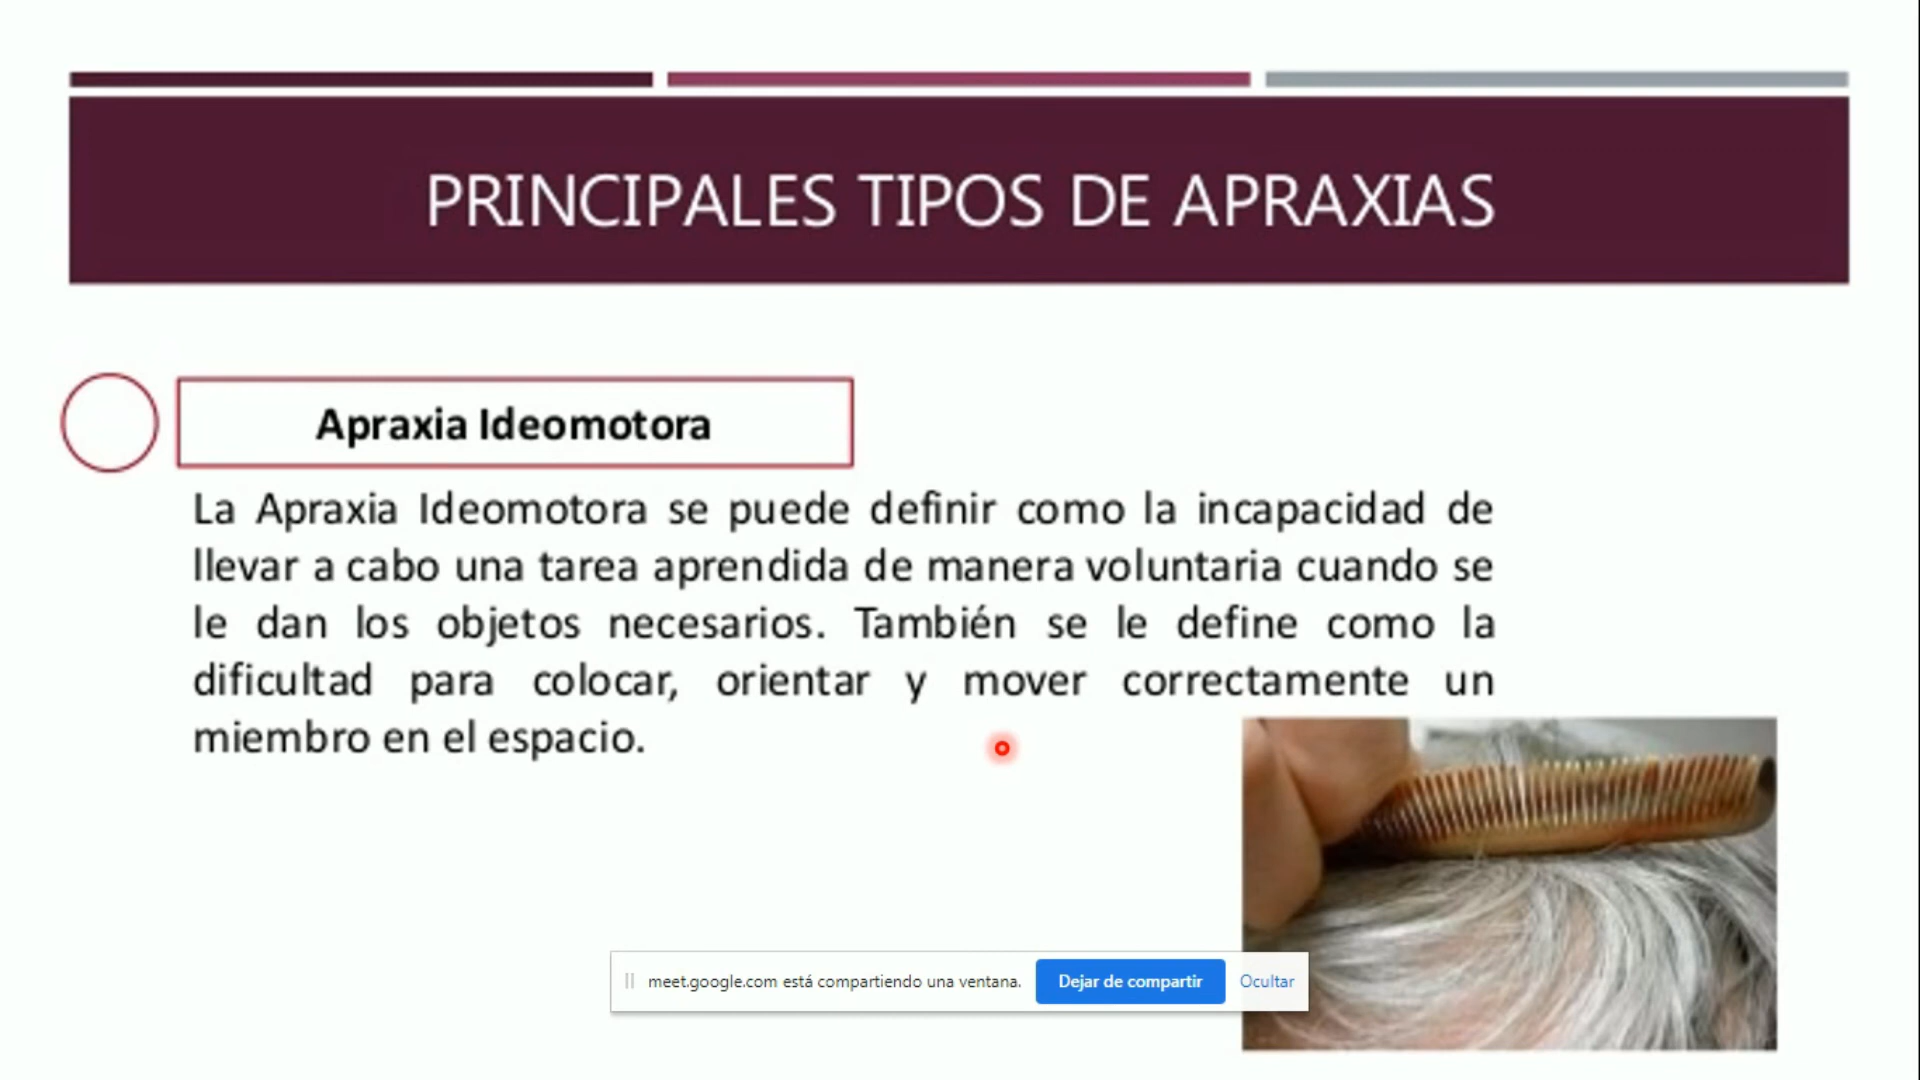 PRINCIPALES TIPOS DE APRAXIAS
Apraxia Ideomotora
La Apraxia Ideomotora se puede definir como la incapacidad de
llevar a cabo una tarea aprendida de manera voluntaria cuando se
le dan los objetos necesarios. También se le define como la
dificultad para colocar, orientar y mover correctamente un
miembro en el espacio.
meet.google.com está compartiendo una ventana. Dejar de compartir Ocultar